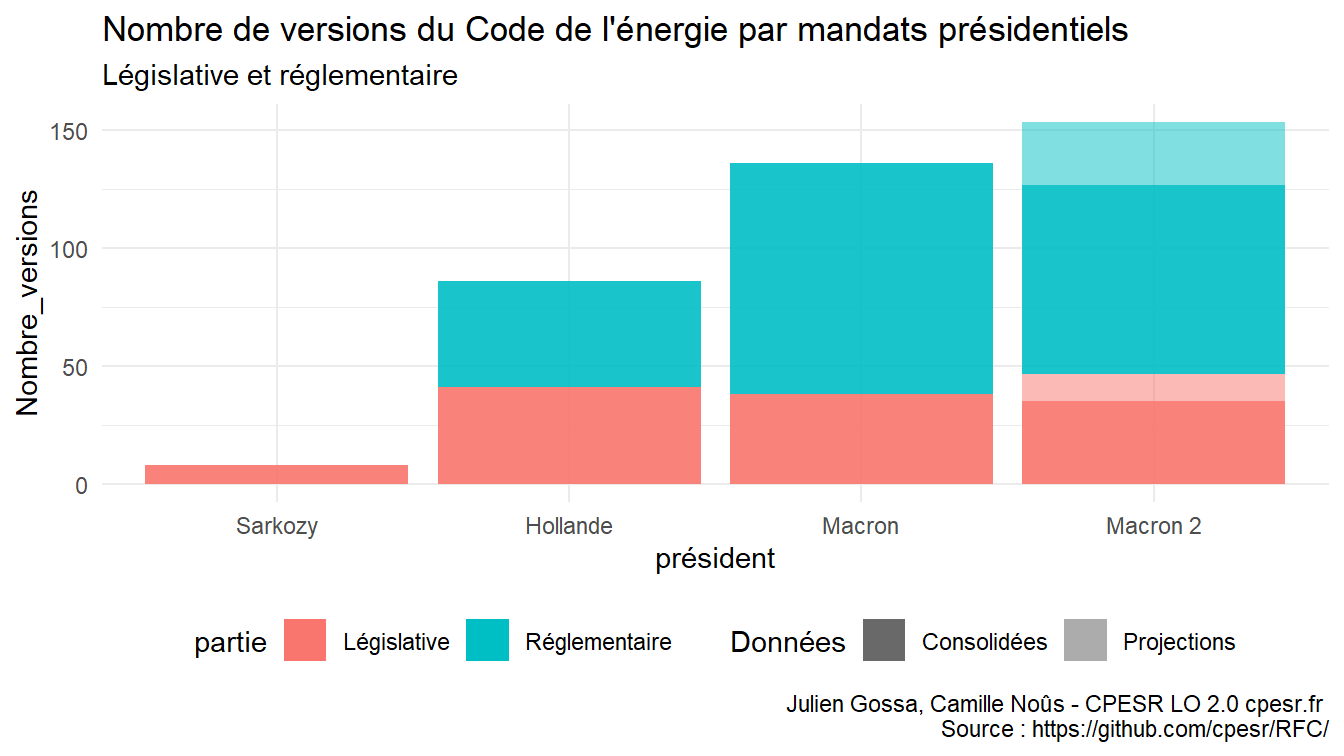 Nombre de versions du Code de l'énergie par mandats présidentiels
Législative et réglementaire
Nombre_versions
150
100
50
0
Sarkozy
Hollande
Macron
Macron 2
président
partie
Législative
Réglementaire
Données
Consolidées
Projections
Julien Gossa, Camille Noûs - CPESR LO 2.0 cpesr.fr
Source : https://github.com/cpesr/RFC/